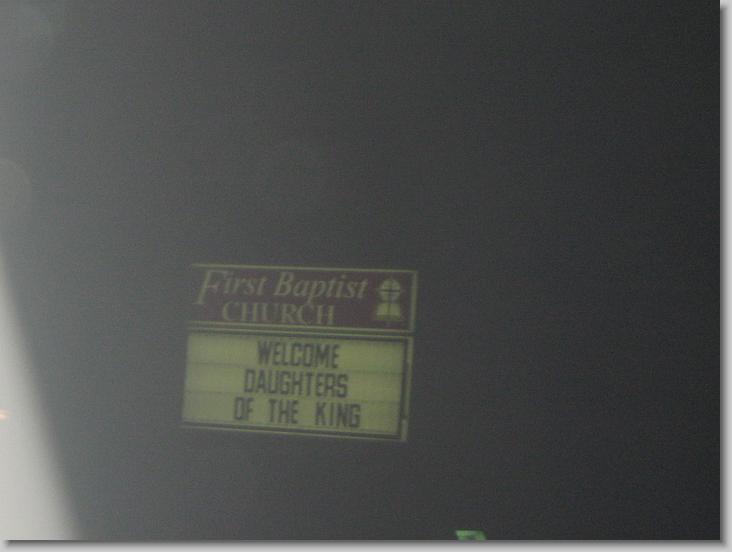 First Baptist
CHURCH
WELCOME
DAUGHTERS
OF THE KING